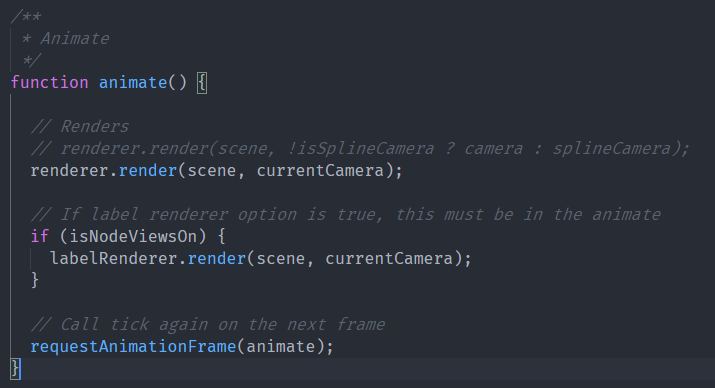 /**
 * Animate
 */
function animate() {
  // Renders
  // renderer.render(scene, !isSplineCamera ? camera : splineCamera);
  renderer.render(scene, currentCamera);
  // If label renderer option is true, this must be in the animate
  if (isNodeViewsOn) {
    labelRenderer.render(scene, currentCamera);
  }
  // Call tick again on the next frame
  requestAnimationFrame(animate);
}